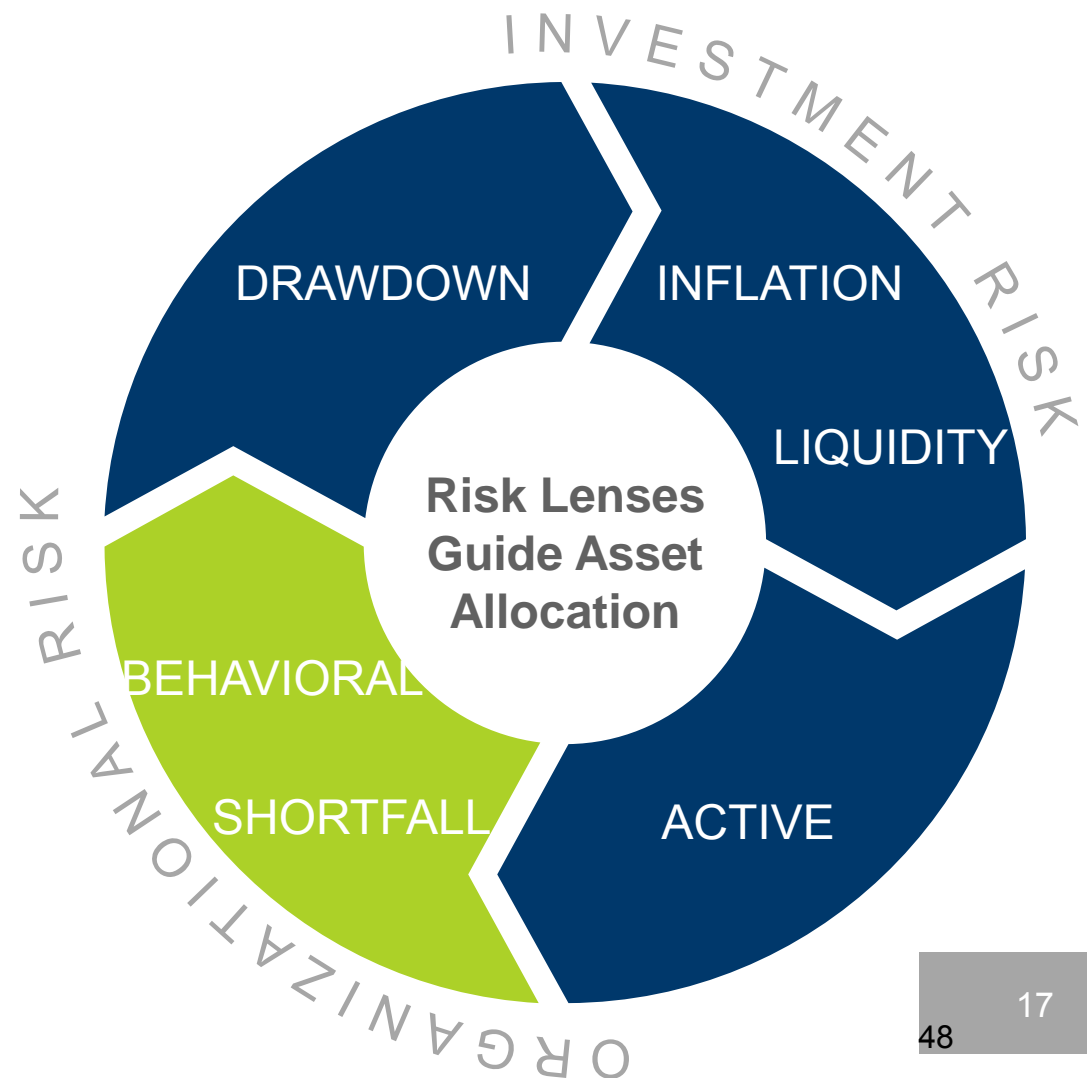 INVESTMENT RISK
DRAWDOWN
INFLATION
LIQUIDITY
Risk Lenses
Guide Asset
Allocation
ORGANIZATIONAL RISK
BEHAVIORAL
SHORTFALL
ACTIVE
17
48